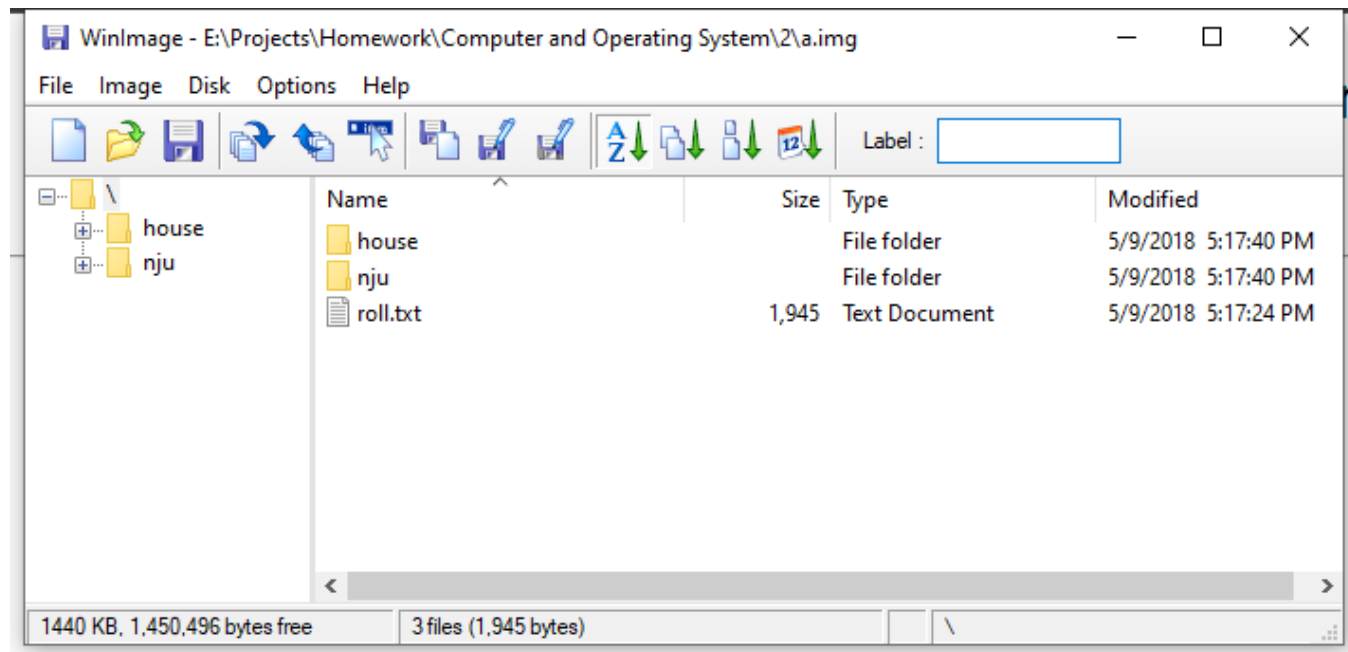 WinImage - E:\Projects\Homework\Computer and Operating System\2\a.img
File Image Disk Options Help
Label :
\
house
nju
Name Size Type Modified
house File folder 5/9/2018 5:17:40 PM
nju File folder 5/9/2018 5:17:40 PM
roll.txt 1,945 Text Document 5/9/2018 5:17:24 PM
1440 KB, 1,450,496 bytes free 3 files (1,945 bytes) \